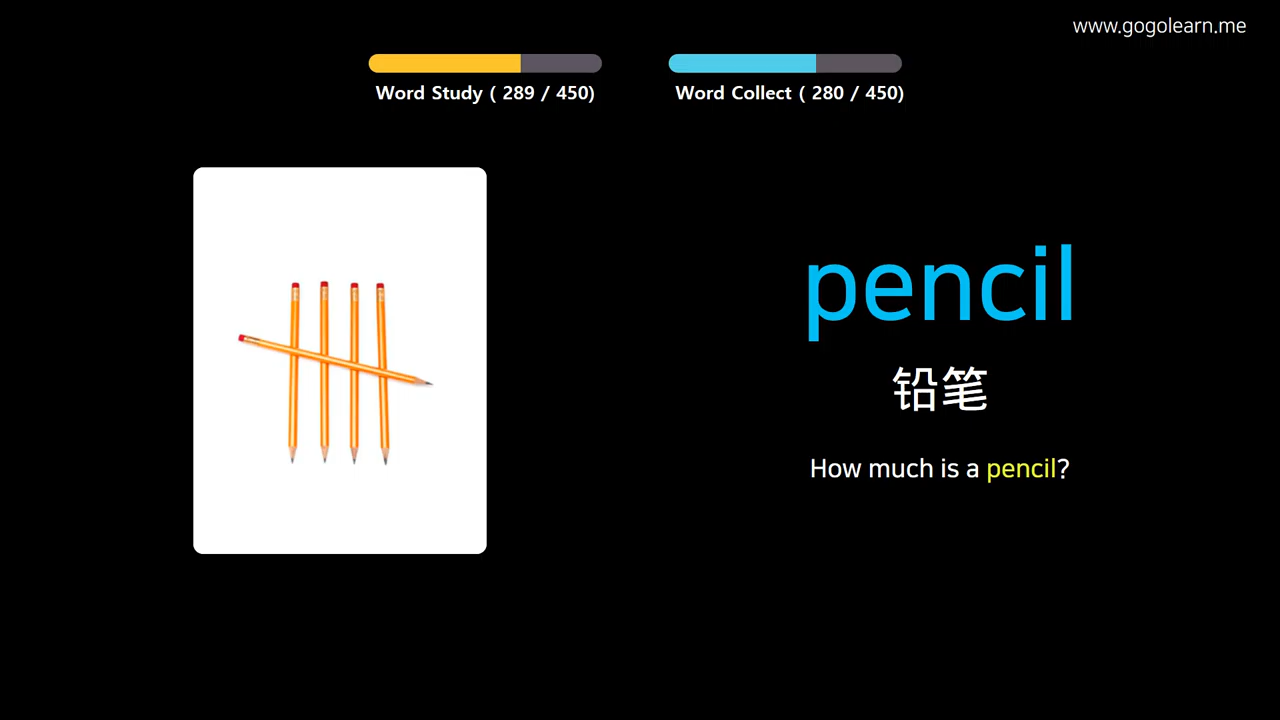 www.gogolearn.me
Word Study ( 289 / 450)
Word Collect ( 280 / 450)
pencil
铅笔
How much is a pencil?